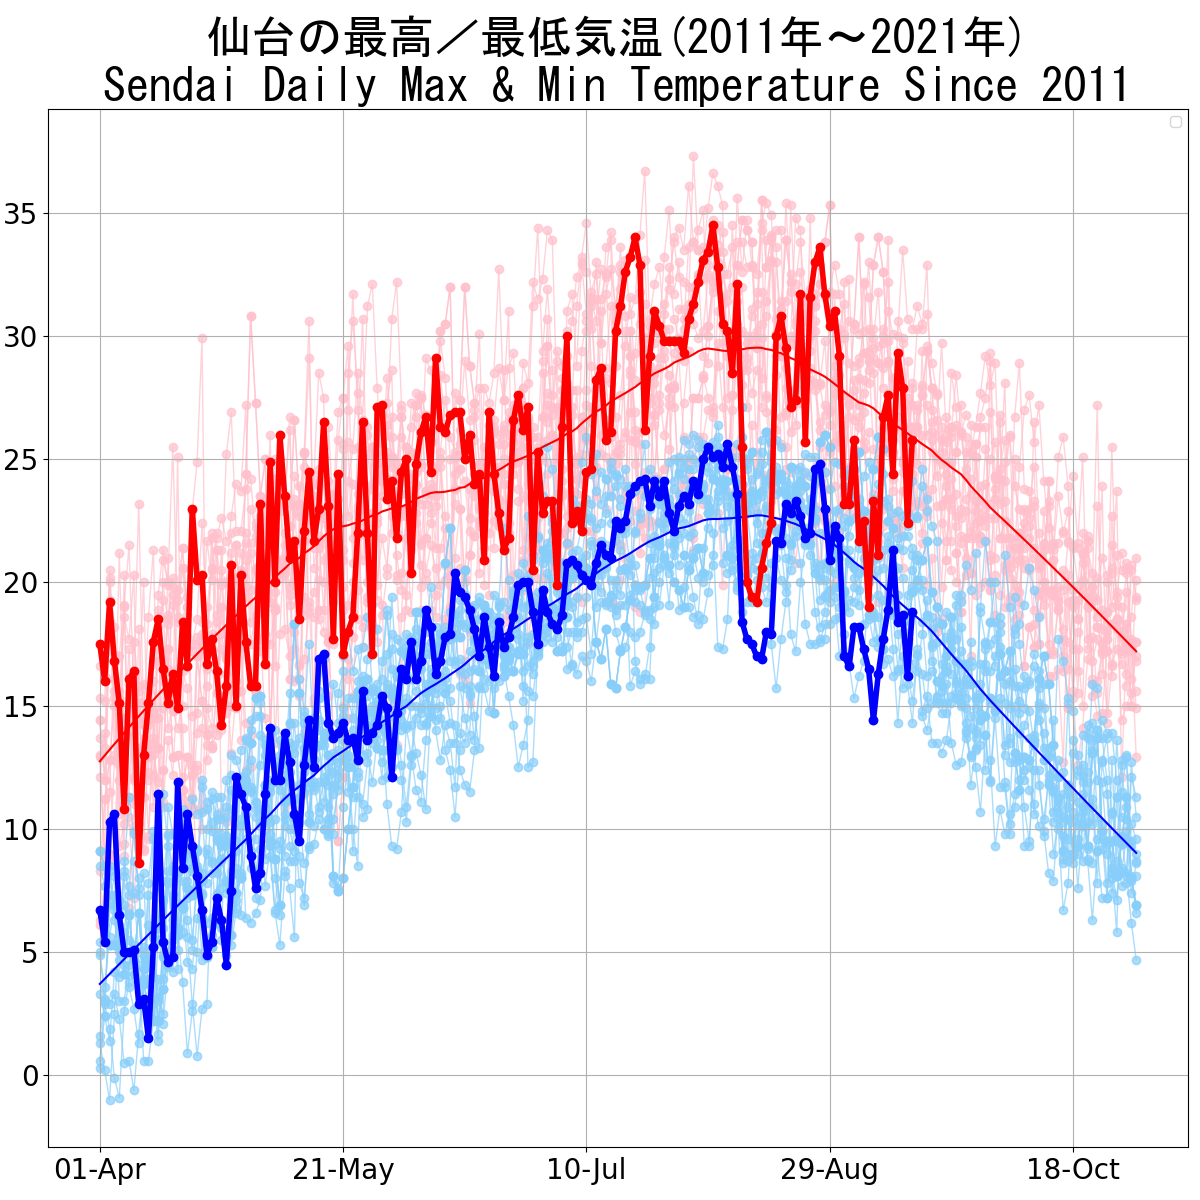 仙台の最高／最低気温(2011年～2021年)
Sendai Daily Max & Min Temperature Since 2011
35
30
25
20
15
10
5
0
01-Apr 21-May 10-Jul 29-Aug 18-Oct